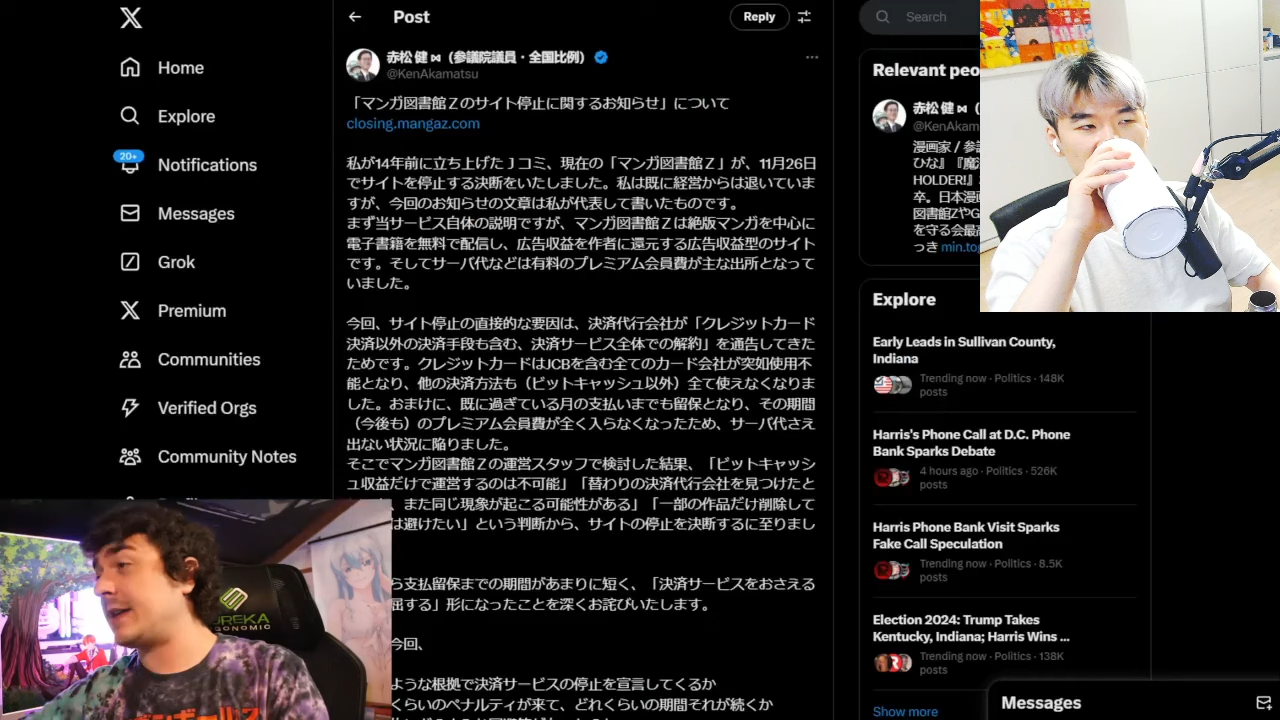 Home
Explore
20+
Notifications
Messages
Grok
Premium
Communities
Verified Orgs
Community Notes
Post
Reply
赤松 健 ⋈（参議院議員・全国比例）
@KenAkamatsu
「マンガ図書館Ｚのサイト停止に関するお知らせ」について
closing.mangaz.com
私が14年前に立ち上げたＪコミ、現在の「マンガ図書館Ｚ」が、11月26日
でサイトを停止する決断をいたしました。私は既に経営からは退いていま
すが、今回のお知らせの文章は私が代表して書いたものです。
まず当サービス自体の説明ですが、マンガ図書館Ｚは絶版マンガを中心に
電子書籍を無料で配信し、広告収益を作者に還元する広告収益型のサイト
です。そしてサーバ代などは有料のプレミアム会員費が主な出所となって
いました。
今回、サイト停止の直接的な要因は、決済代行会社が「クレジットカード
決済以外の決済手段も含む、決済サービス全体での解約」を通告してきた
ためです。クレジットカードはJCBを含む全てのカード会社が突如使用不
能となり、他の決済方法も（ビットキャッシュ以外）全て使えなくなりま
した。おまけに、既に過ぎている月の支払いまでも留保となり、その期間
（今後も）のプレミアム会員費が全く入らなくなったため、サーバ代さえ
出ない状況に陥りました。
そこでマンガ図書館Ｚの運営スタッフで検討した結果、「ビットキャッシ
ュ収益だけで運営するのは不可能」「替わりの決済代行会社を見つけたと
、また同じ現象が起こる可能性がある」「一部の作品だけ削除して
は避けたい」という判断から、サイトの停止を決断するに至りまし
ら支払留保までの期間があまりに短く、「決済サービスをおさえる
屈する」形になったことを深くお詫びいたします。
今回、
ような根拠で決済サービスの停止を宣言してくるか
くらいのペナルティが来て、どれくらいの期間それが続くか
Search
Relevant peo
赤松 健 ⋈（
@KenAkam
漫画家 / 参
ひな』『魔
HOLDER!』
卒。日本漫
図書館ZやG
を守る会最
っき min.to
Explore
Early Leads in Sullivan County,
Indiana
Trending now · Politics · 148K
posts
Harris's Phone Call at D.C. Phone
Bank Sparks Debate
4 hours ago · Politics · 526K
posts
Harris Phone Bank Visit Sparks
Fake Call Speculation
Trending now · Politics · 8.5K
posts
Election 2024: Trump Takes
Kentucky, Indiana; Harris Wins ...
Trending now · Politics · 138K
posts
Show more
Messages
UREKA
RGONOMIC